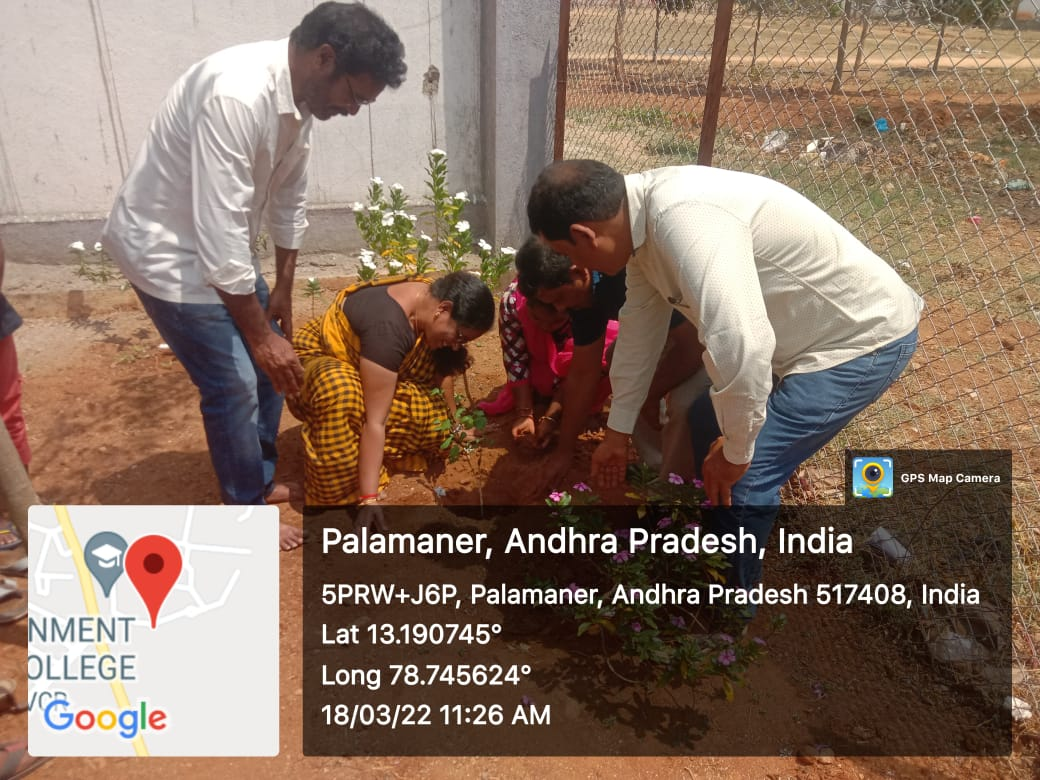 GPS Map Camera
Palamaner, Andhra Pradesh, India
5PRW+J6P, Palamaner, Andhra Pradesh 517408, India
Lat 13.190745°
Long 78.745624°
18/03/22 11:26 AM
NMENT
OLLEGE
Google